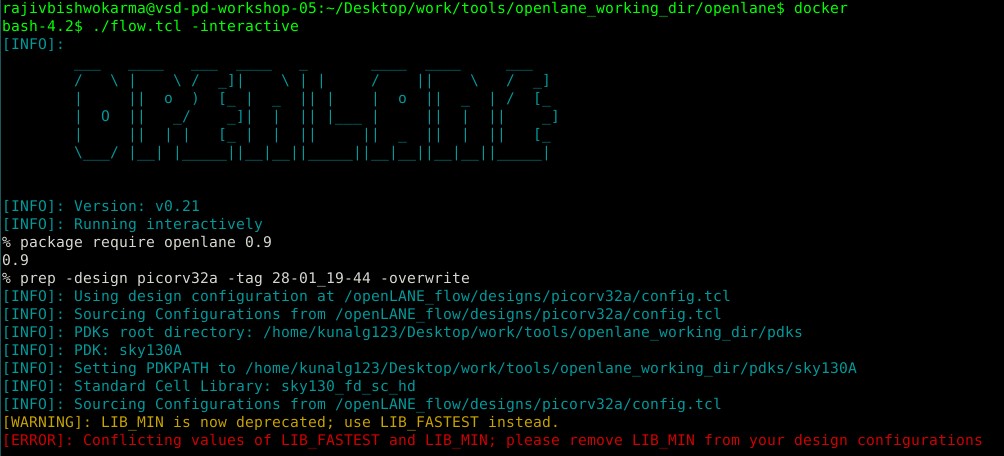 rajivbishwokarma@vsd-pd-workshop-05:~/Desktop/work/tools/openlane_working_dir/openlane$ docker
bash-4.2$ ./flow.tcl -interactive
[INFO]:
OPENLANE
[INFO]: Version: v0.21
[INFO]: Running interactively
% package require openlane 0.9
0.9
% prep -design picorv32a -tag 28-01_19-44 -overwrite
[INFO]: Using design configuration at /openLANE_flow/designs/picorv32a/config.tcl
[INFO]: Sourcing Configurations from /openLANE_flow/designs/picorv32a/config.tcl
[INFO]: PDKs root directory: /home/kunalg123/Desktop/work/tools/openlane_working_dir/pdks
[INFO]: PDK: sky130A
[INFO]: Setting PDKPATH to /home/kunalg123/Desktop/work/tools/openlane_working_dir/pdks/sky130A
[INFO]: Standard Cell Library: sky130_fd_sc_hd
[INFO]: Sourcing Configurations from /openLANE_flow/designs/picorv32a/config.tcl
[WARNING]: LIB_MIN is now deprecated; use LIB_FASTEST instead.
[ERROR]: Conflicting values of LIB_FASTEST and LIB_MIN; please remove LIB_MIN from your design configurations